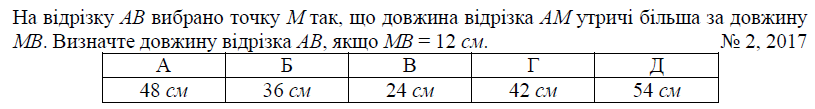 На відрізку AB вибрано точку M так, що довжина відрізка AM утричі більша за довжину
MB. Визначте довжину відрізка AB, якщо MB = 12 см. № 2, 2017
А Б В Г Д
48 см 36 см 24 см 42 см 54 см